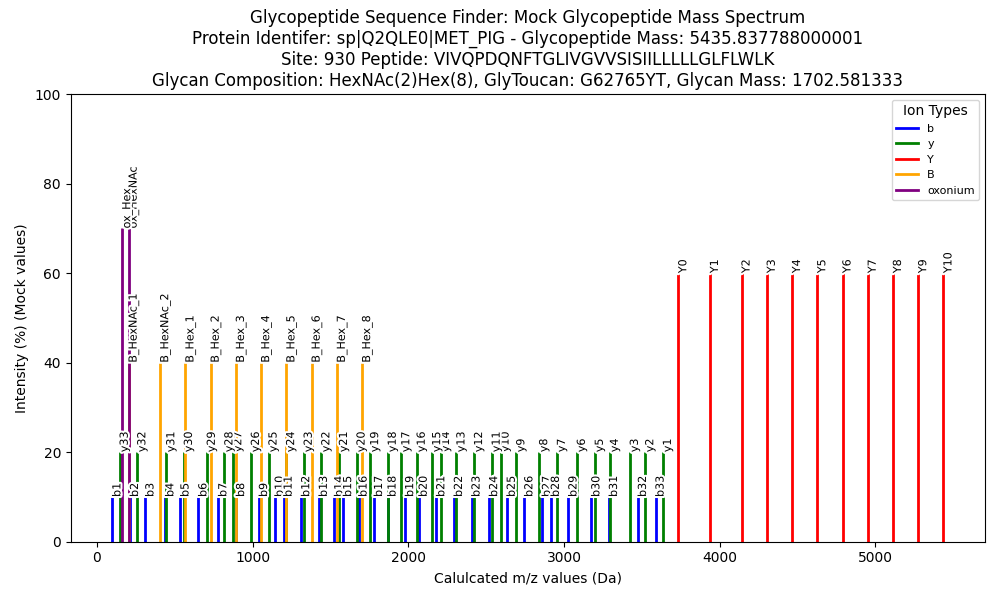 Glycopeptide Sequence Finder: Mock Glycopeptide Mass Spectrum
Protein Identifer: sp|Q2QLE0|MET_PIG - Glycopeptide Mass: 5435.837788000001
Site: 930 Peptide: VIVQPDQNFTGLIVGVVSISIILLLLLGLFLWLK
Glycan Composition: HexNAc(2)Hex(8), GlyToucan: G62765YT, Glycan Mass: 1702.581333
Intensity (%) (Mock values)
100
80
60
40
20
0
Ion Types
b
y
Y
B
oxonium
ox_Hex
ox_HexNAc
Y0
Y1
Y2
Y3
Y4
Y5
Y6
Y7
Y8
Y9
Y10
B_HexNAc_1
B_HexNAc_2
B_Hex_1
B_Hex_2
B_Hex_3
B_Hex_4
B_Hex_5
B_Hex_6
B_Hex_7
B_Hex_8
y33
y32
y31
y30
y29
y28
y27
y26
y25
y24
y23
y22
y21
y20
y19
y18
y17
y16
y15
y14
y13
y12
y11
y10
y9
y8
y7
y6
y5
y4
y3
y2
y1
b1
b2
b3
b4
b5
b6
b7
b8
b9
b10
b11
b12
b13
b14
b15
b16
b17
b18
b19
b20
b21
b22
b23
b24
b25
b26
b27
b28
b29
b30
b31
b32
b33
0
1000
2000
3000
4000
5000
Calulcated m/z values (Da)